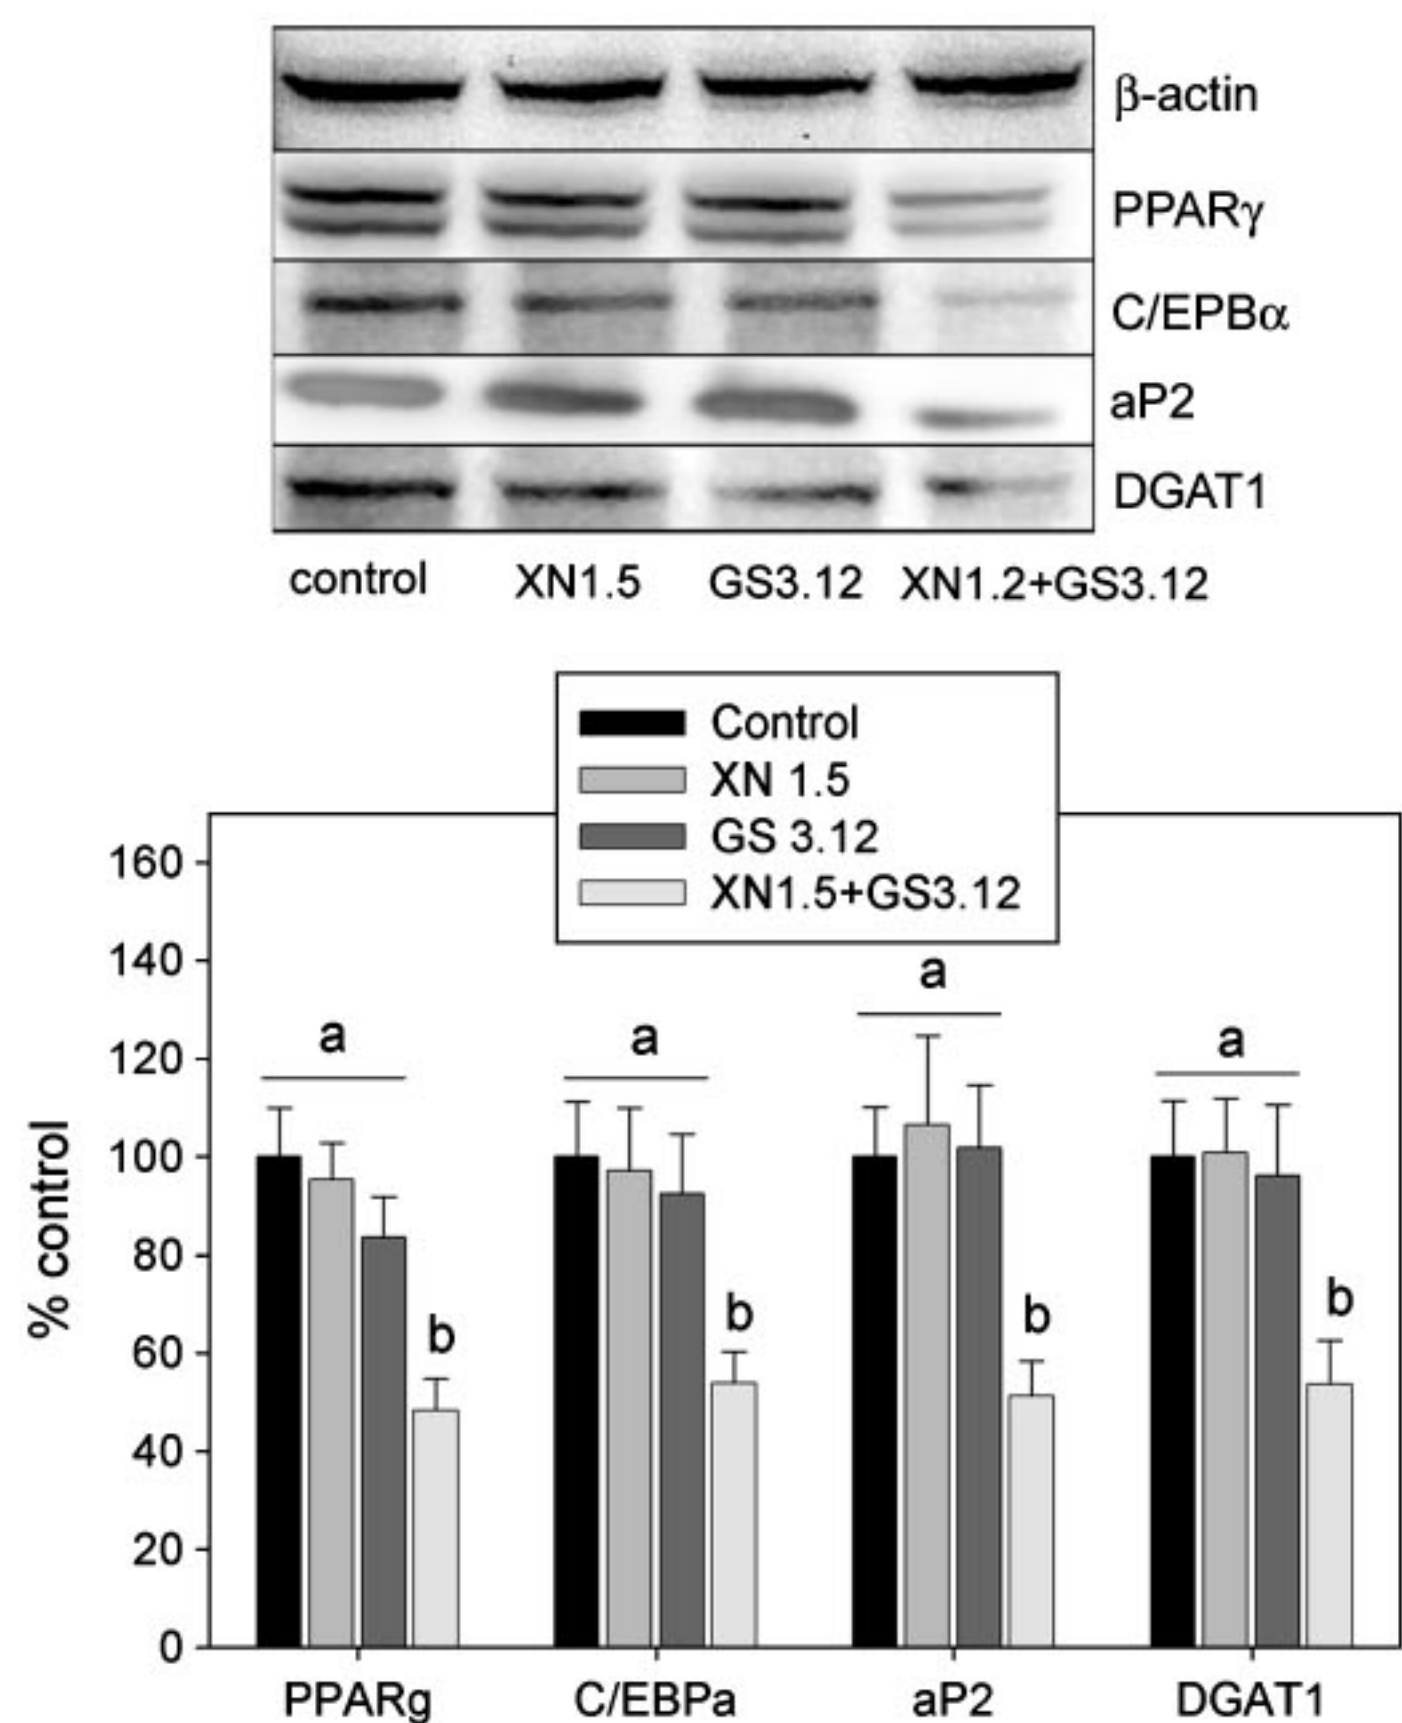 β-actin
PPARγ
C/EPBα
aP2
DGAT1
control XN1.5 GS3.12 XN1.2+GS3.12
Control
XN 1.5
GS 3.12
XN1.5+GS3.12
% control
160
140
120
100
80
60
40
20
0
a a a a
b b b b
PPARg C/EBPa aP2 DGAT1